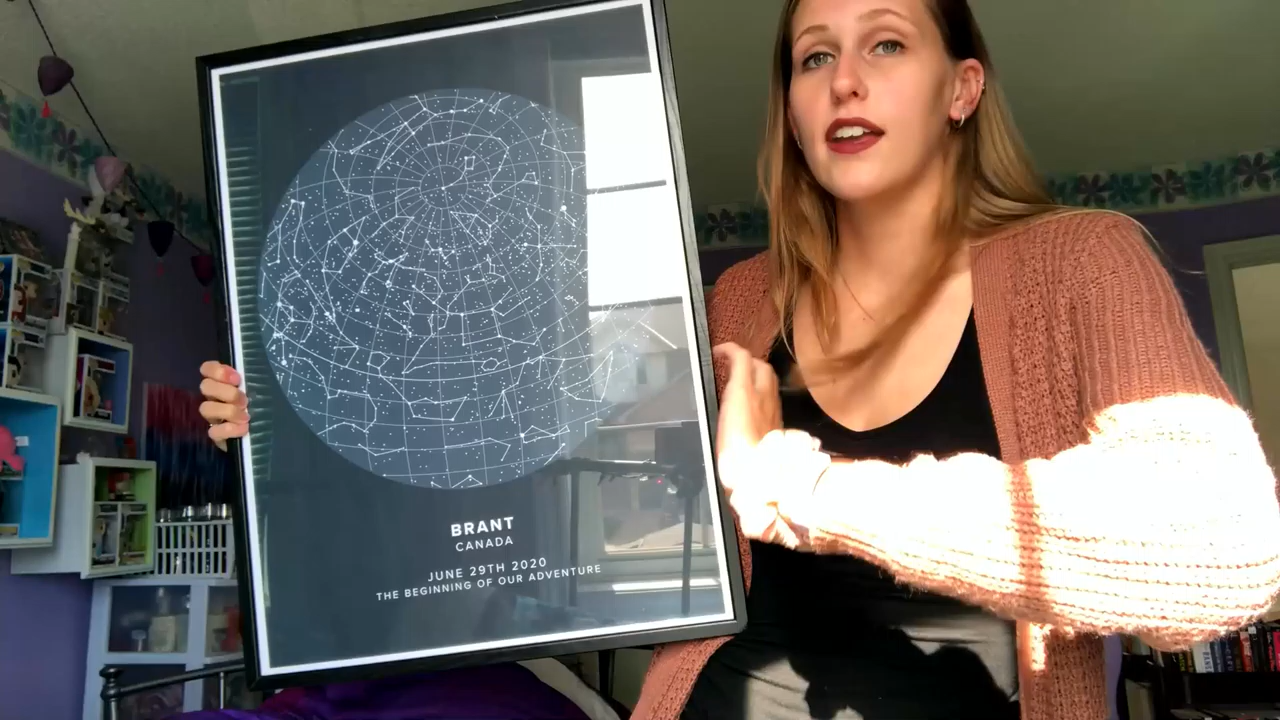 BRANT
CANADA
JUNE 29TH 2020
THE BEGINNING OF OUR ADVENTURE